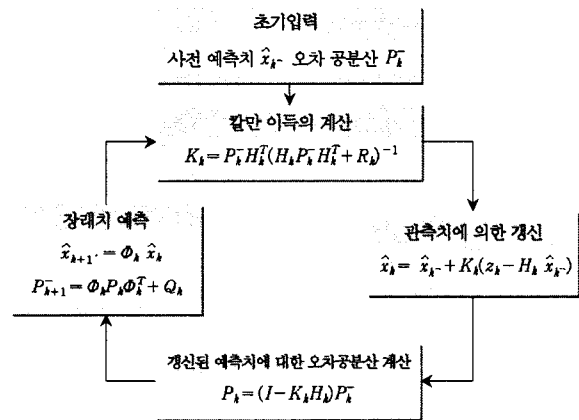 초기입력
사전 예측치 x̂ₖ₋ 오차 공분산 Pₖ⁻
칼만 이득의 계산
Kₖ = Pₖ⁻Hₖᵀ(HₖPₖ⁻Hₖᵀ + Rₖ)⁻¹
관측치에 의한 갱신
x̂ₖ = x̂ₖ₋ + Kₖ(zₖ − Hₖ x̂ₖ₋)
갱신된 예측치에 대한 오차공분산 계산
Pₖ = (I − KₖHₖ)Pₖ⁻
장래치 예측
x̂ₖ₊₁₋ = Φₖ x̂ₖ
Pₖ₊₁⁻ = ΦₖPₖΦₖᵀ + Qₖ